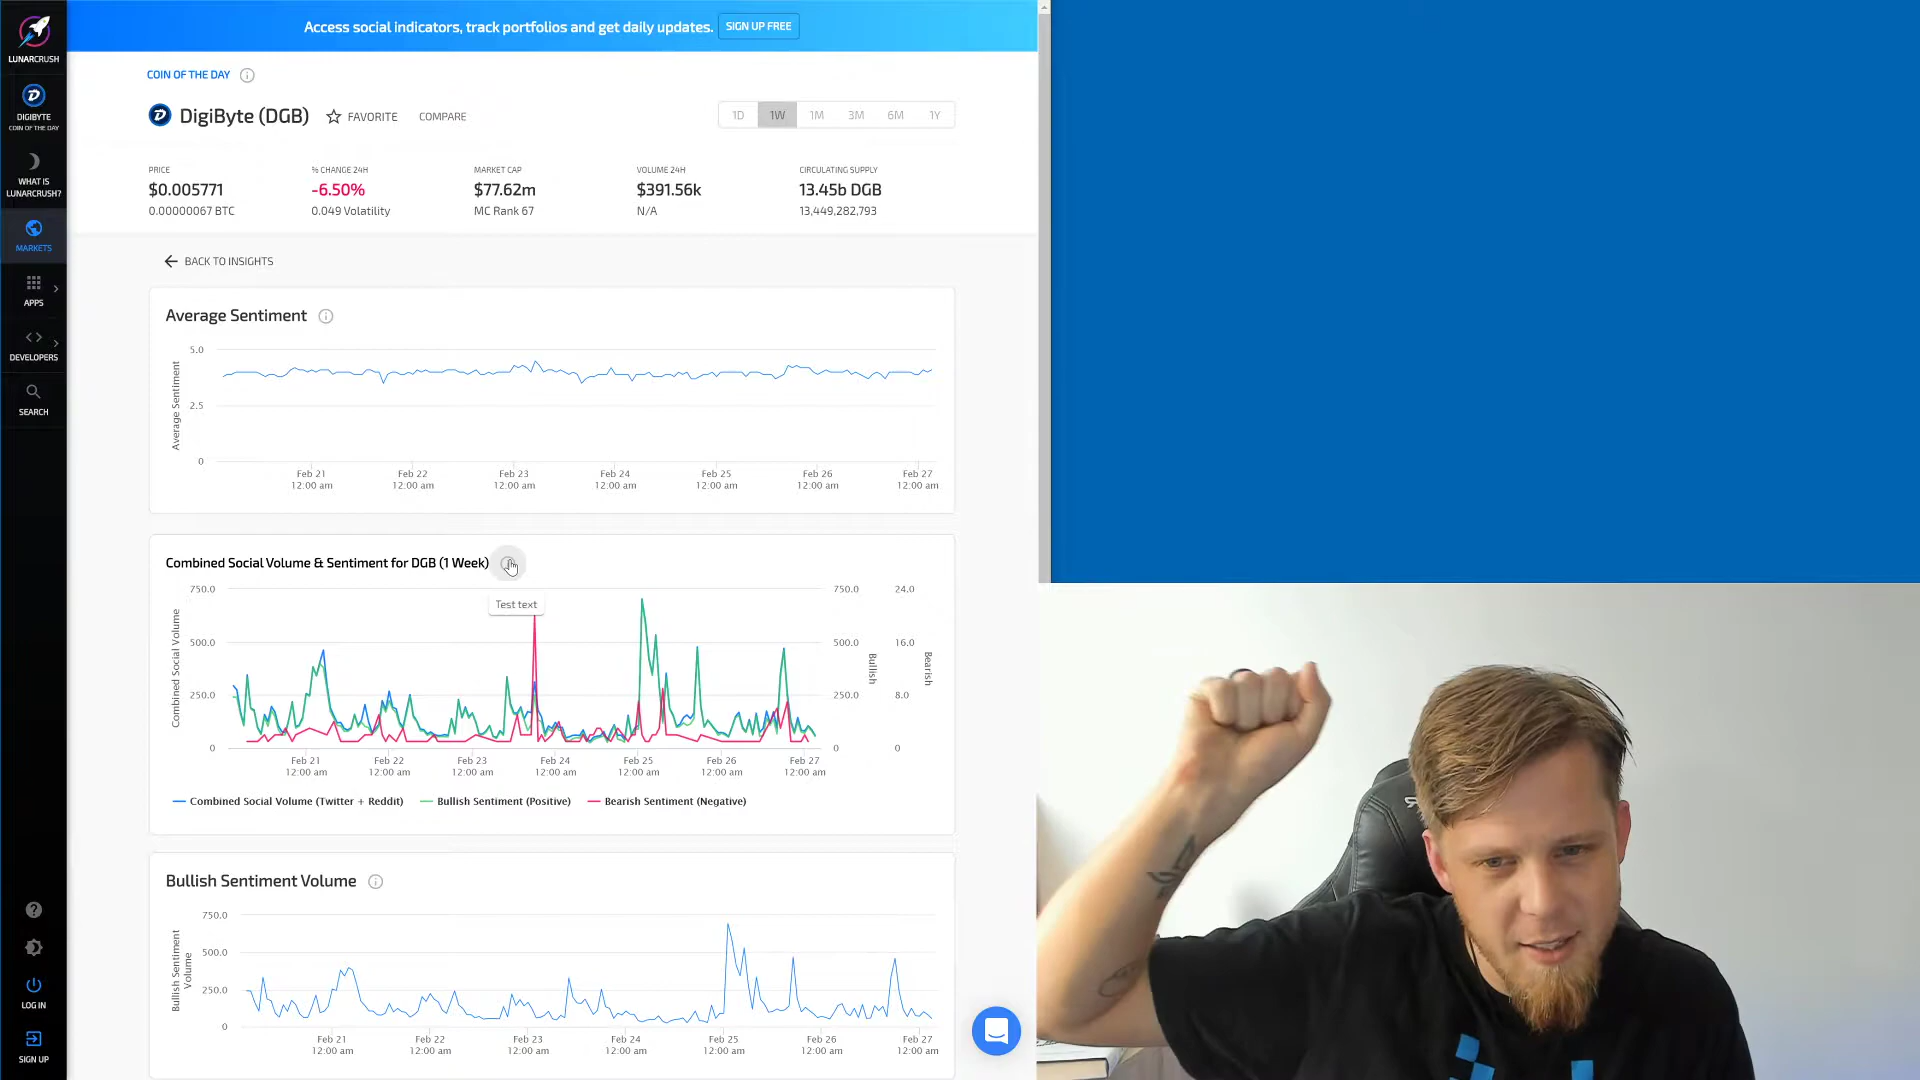 Access social indicators, track portfolios and get daily updates. SIGN UP FREE
LUNARCRUSH
DIGIBYTE
COIN OF THE DAY
WHAT IS
LUNARCRUSH?
MARKETS
APPS
DEVELOPERS
SEARCH
LOG IN
SIGN UP
COIN OF THE DAY
DigiByte (DGB) FAVORITE COMPARE
1D 1W 1M 3M 6M 1Y
PRICE % CHANGE 24H MARKET CAP VOLUME 24H CIRCULATING SUPPLY
$0.005771 -6.50% $77.62m $391.56k 13.45b DGB
0.00000067 BTC 0.049 Volatility MC Rank 67 N/A 13,449,282,793
BACK TO INSIGHTS
Average Sentiment
5.0
2.5
0
Average Sentiment
Feb 21 Feb 22 Feb 23 Feb 24 Feb 25 Feb 26 Feb 27
12:00 am 12:00 am 12:00 am 12:00 am 12:00 am 12:00 am 12:00 am
Combined Social Volume & Sentiment for DGB (1 Week)
Test text
750.0 750.0 24.0
500.0 500.0 16.0
250.0 250.0 8.0
0 0 0
Combined Social Volume
Bullish
Bearish
Feb 21 Feb 22 Feb 23 Feb 24 Feb 25 Feb 26 Feb 27
12:00 am 12:00 am 12:00 am 12:00 am 12:00 am 12:00 am 12:00 am
Combined Social Volume (Twitter + Reddit) Bullish Sentiment (Positive) Bearish Sentiment (Negative)
Bullish Sentiment Volume
750.0
500.0
250.0
0
Bullish Sentiment
Volume
Feb 21 Feb 22 Feb 23 Feb 24 Feb 25 Feb 26 Feb 27
12:00 am 12:00 am 12:00 am 12:00 am 12:00 am 12:00 am 12:00 am